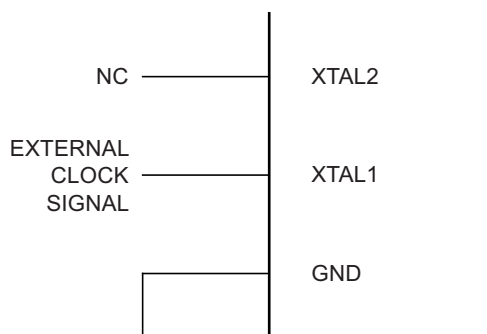 NC
XTAL2
EXTERNAL
CLOCK
SIGNAL
XTAL1
GND